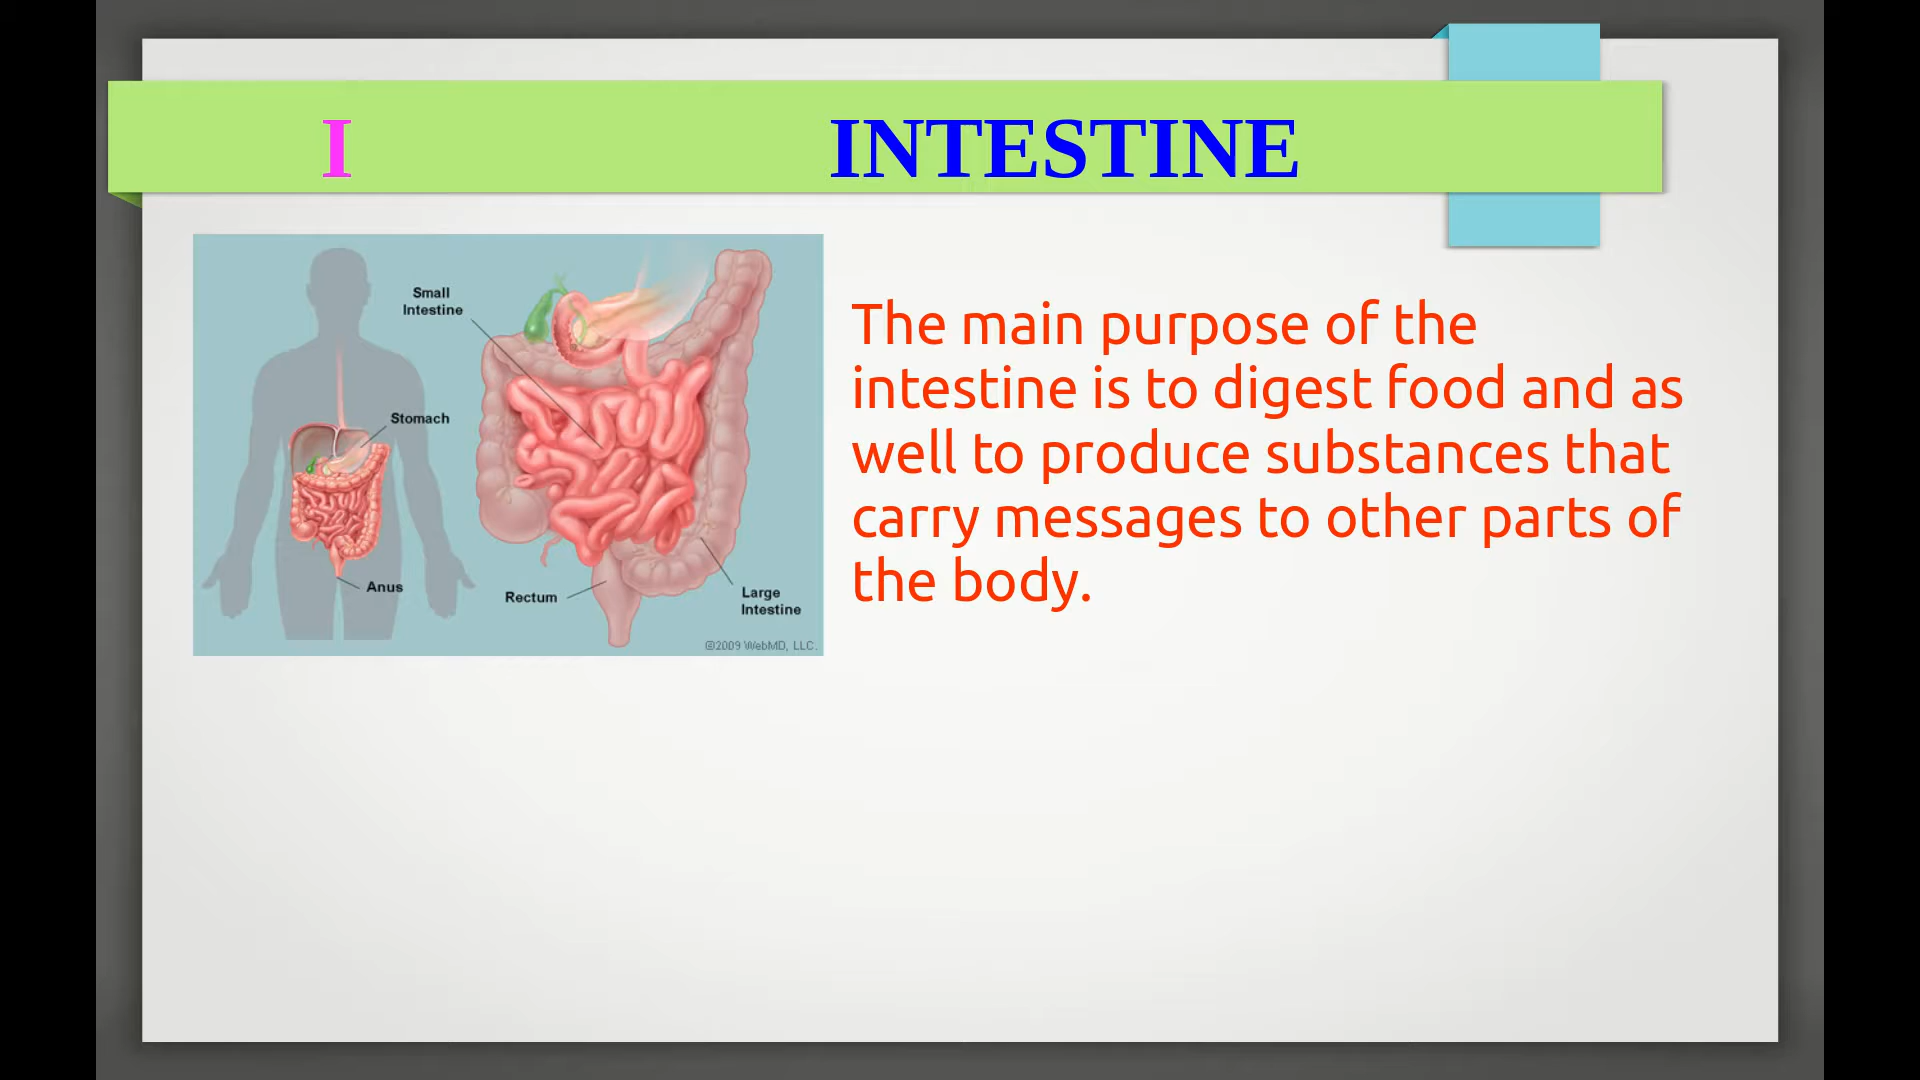 I INTESTINE
Small
Intestine
Stomach
Anus
Rectum
Large
Intestine
©2009 WebMD, LLC.
The main purpose of the
intestine is to digest food and as
well to produce substances that
carry messages to other parts of
the body.